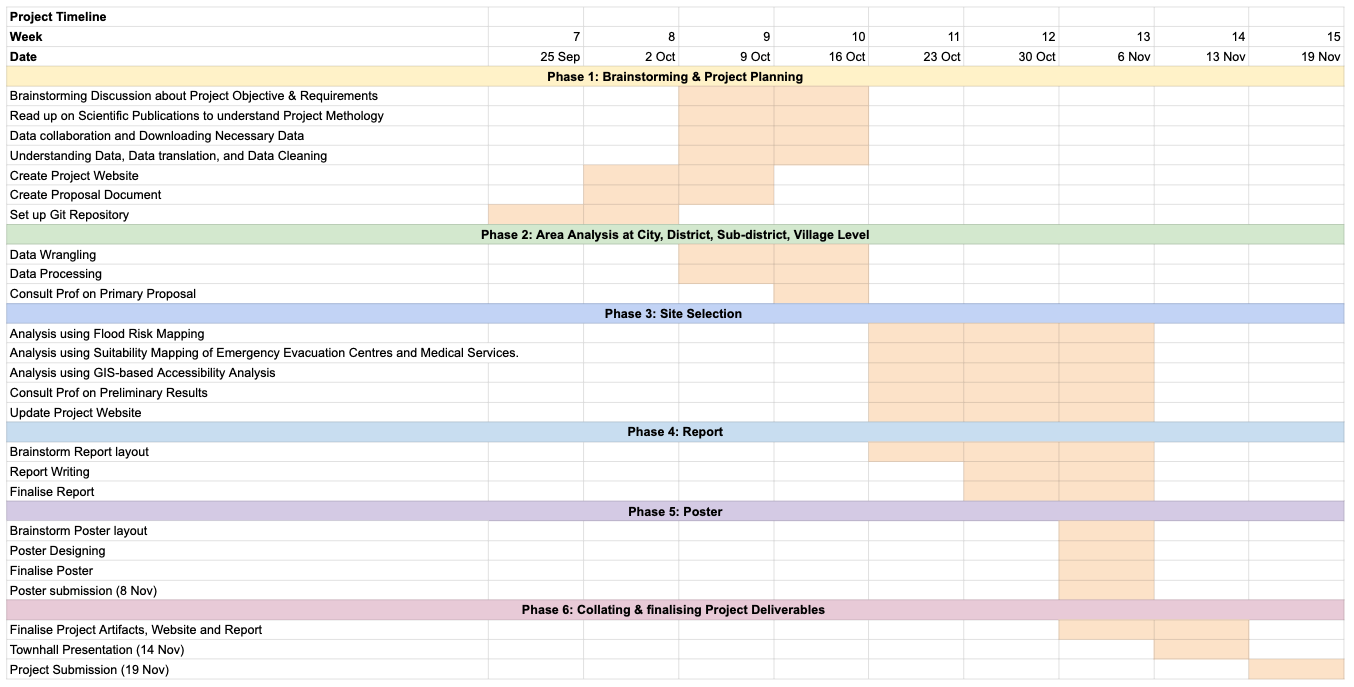 Project Timeline
Week 7 8 9 10 11 12 13 14 15
Date 25 Sep 2 Oct 9 Oct 16 Oct 23 Oct 30 Oct 6 Nov 13 Nov 19 Nov
Phase 1: Brainstorming & Project Planning
Brainstorming Discussion about Project Objective & Requirements
Read up on Scientific Publications to understand Project Methology
Data collaboration and Downloading Necessary Data
Understanding Data, Data translation, and Data Cleaning
Create Project Website
Create Proposal Document
Set up Git Repository
Phase 2: Area Analysis at City, District, Sub-district, Village Level
Data Wrangling
Data Processing
Consult Prof on Primary Proposal
Phase 3: Site Selection
Analysis using Flood Risk Mapping
Analysis using Suitability Mapping of Emergency Evacuation Centres and Medical Services.
Analysis using GIS-based Accessibility Analysis
Consult Prof on Preliminary Results
Update Project Website
Phase 4: Report
Brainstorm Report layout
Report Writing
Finalise Report
Phase 5: Poster
Brainstorm Poster layout
Poster Designing
Finalise Poster
Poster submission (8 Nov)
Phase 6: Collating & finalising Project Deliverables
Finalise Project Artifacts, Website and Report
Townhall Presentation (14 Nov)
Project Submission (19 Nov)